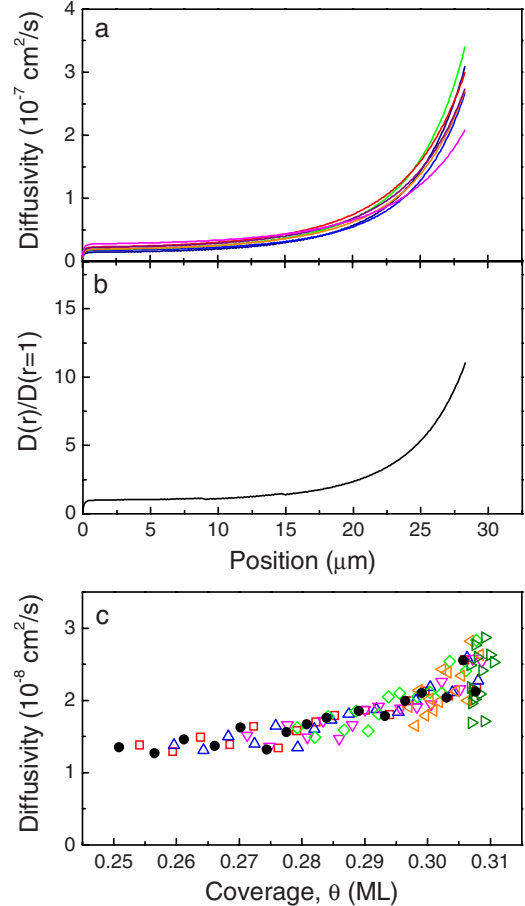 a
4
3
2
1
0
Diffusivity (10⁻⁷ cm²/s)
b
15
10
5
0
D(r)/D(r=1)
0 5 10 15 20 25 30
Position (μm)
c
3
2
1
0
Diffusivity (10⁻⁸ cm²/s)
0.25 0.26 0.27 0.28 0.29 0.30 0.31
Coverage, θ (ML)